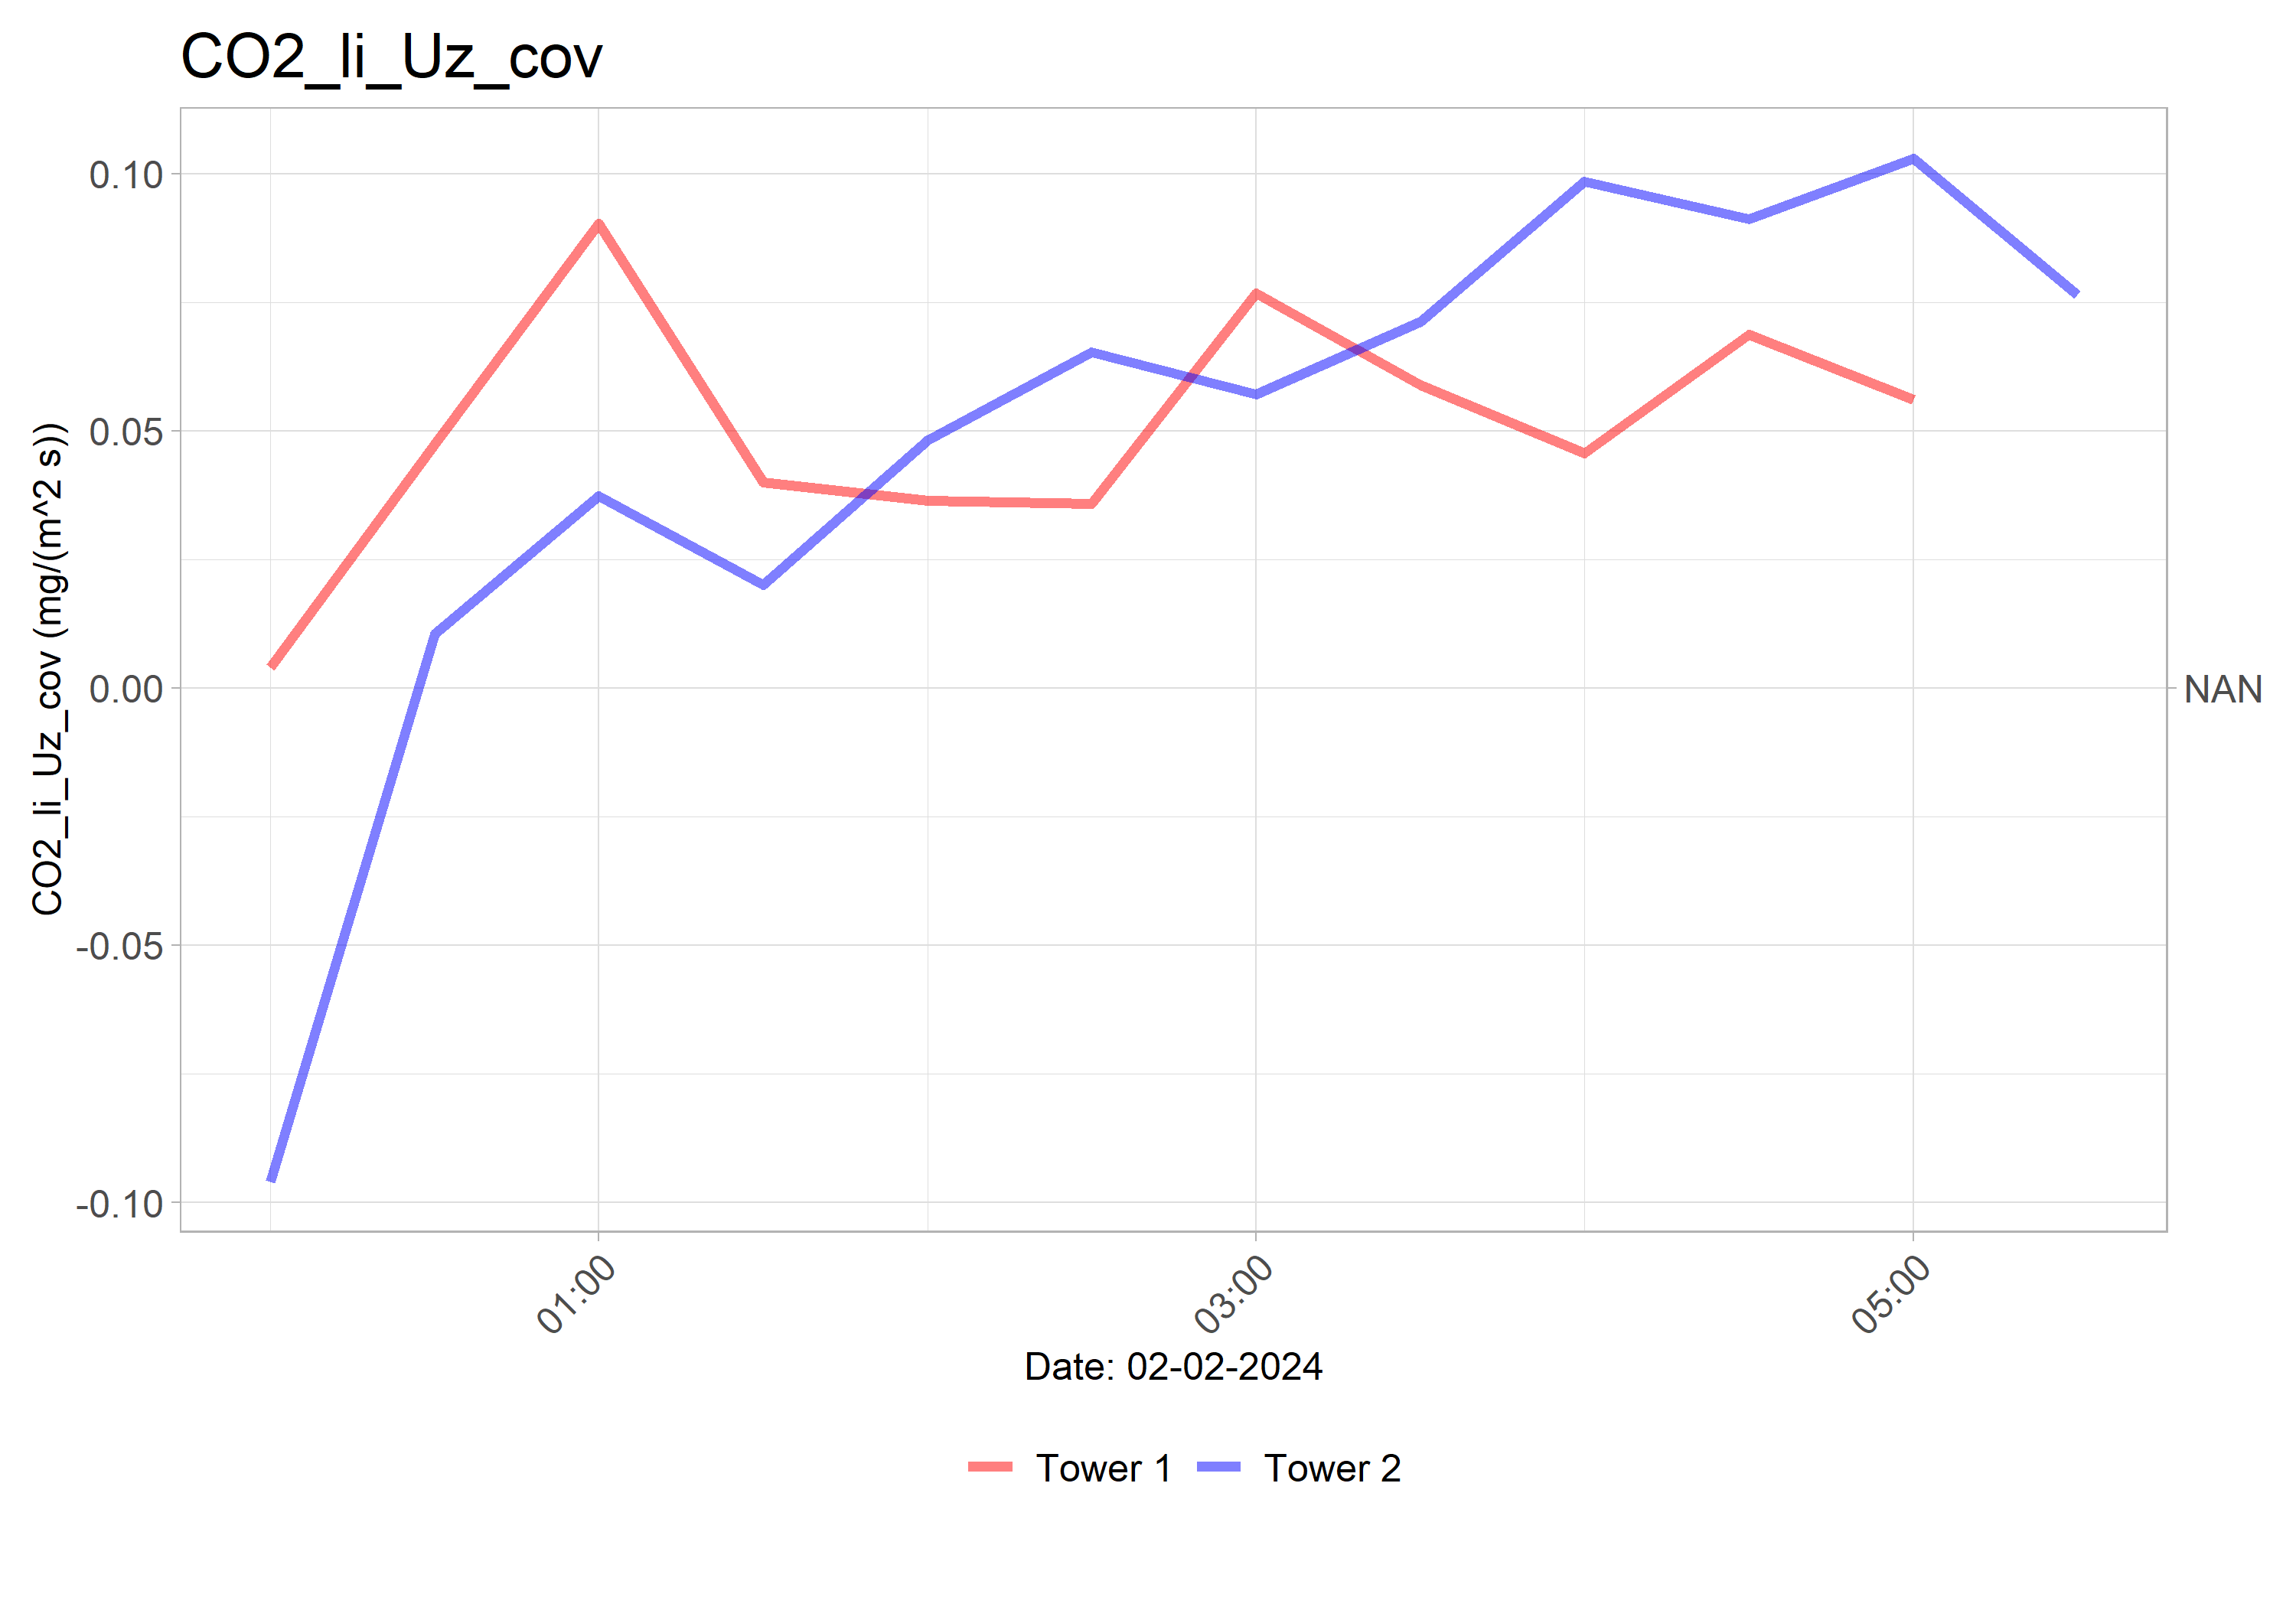 CO2_li_Uz_cov
CO2_li_Uz_cov (mg/(m^2 s))
0.10
0.05
0.00
-0.05
-0.10
NAN
01:00
03:00
05:00
Date: 02-02-2024
Tower 1
Tower 2